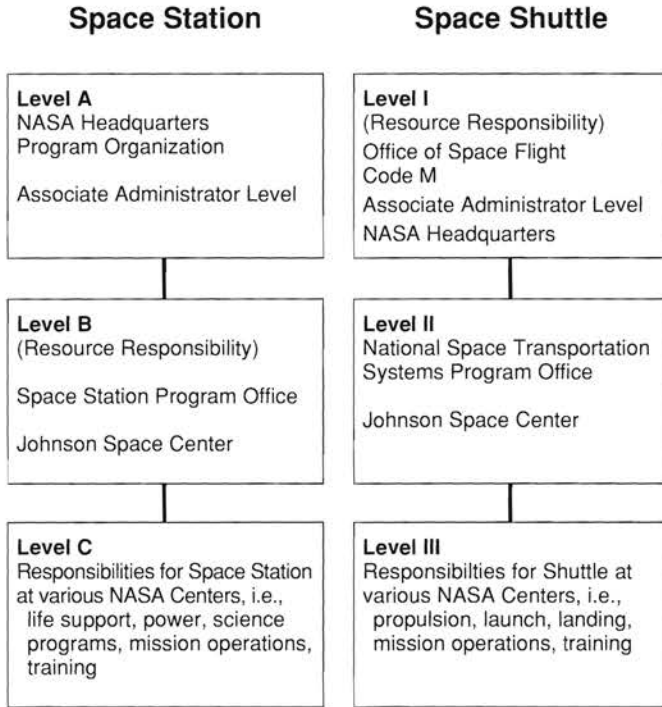 Space Station
Level A
NASA Headquarters
Program Organization
Associate Administrator Level
Level B
(Resource Responsibility)
Space Station Program Office
Johnson Space Center
Level C
Responsibilities for Space Station
at various NASA Centers, i.e.,
life support, power, science
programs, mission operations,
training
Space Shuttle
Level I
(Resource Responsibility)
Office of Space Flight
Code M
Associate Administrator Level
NASA Headquarters
Level II
National Space Transportation
Systems Program Office
Johnson Space Center
Level III
Responsibilties for Shuttle at
various NASA Centers, i.e.,
propulsion, launch, landing,
mission operations, training